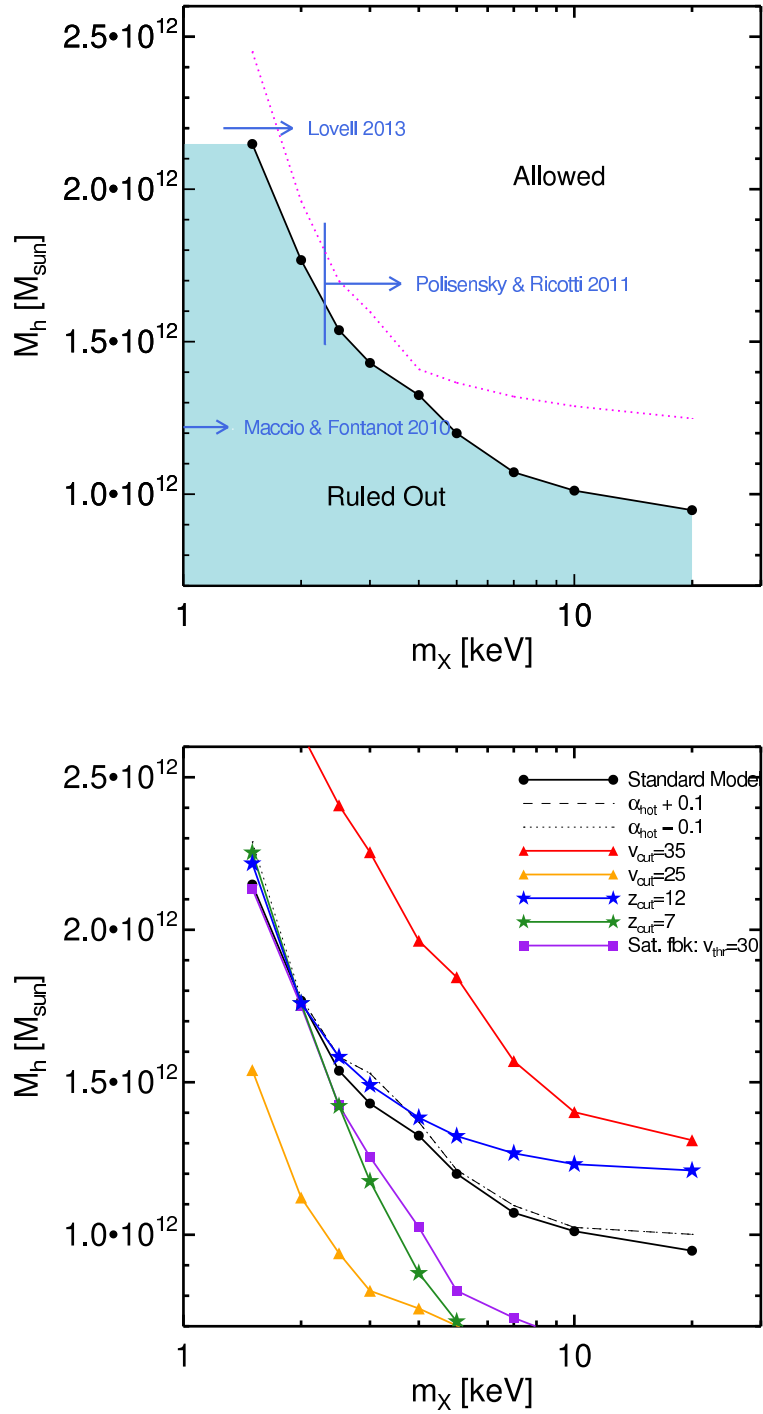 2.5•10¹²
Lovell 2013
2.0•10¹²
Allowed
Polisensky & Ricotti 2011
M_h [M_sun]
1.5•10¹²
Maccio & Fontanot 2010
1.0•10¹²
Ruled Out
1
10
m_X [keV]
2.5•10¹²
Standard Model
α_hot + 0.1
α_hot − 0.1
v_cut=35
v_cut=25
z_cut=12
z_cut=7
Sat. fbk: v_thr=30
2.0•10¹²
M_h [M_sun]
1.5•10¹²
1.0•10¹²
1
10
m_X [keV]